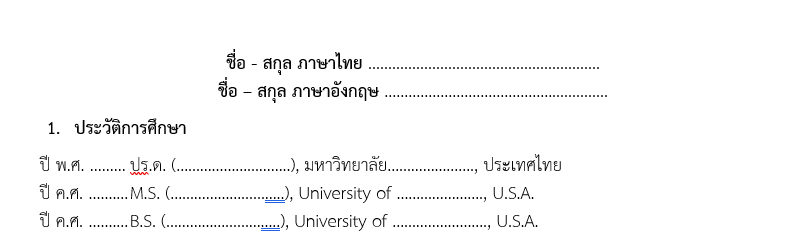 ชื่อ - สกุล ภาษาไทย ..........................................................
ชื่อ – สกุล ภาษาอังกฤษ ........................................................
1. ประวัติการศึกษา
ปี พ.ศ. ......... ปร.ด. (............................), มหาวิทยาลัย......................, ประเทศไทย
ปี ค.ศ. ..........M.S. (............................), University of ......................, U.S.A.
ปี ค.ศ. ..........B.S. (............................), University of ........................, U.S.A.